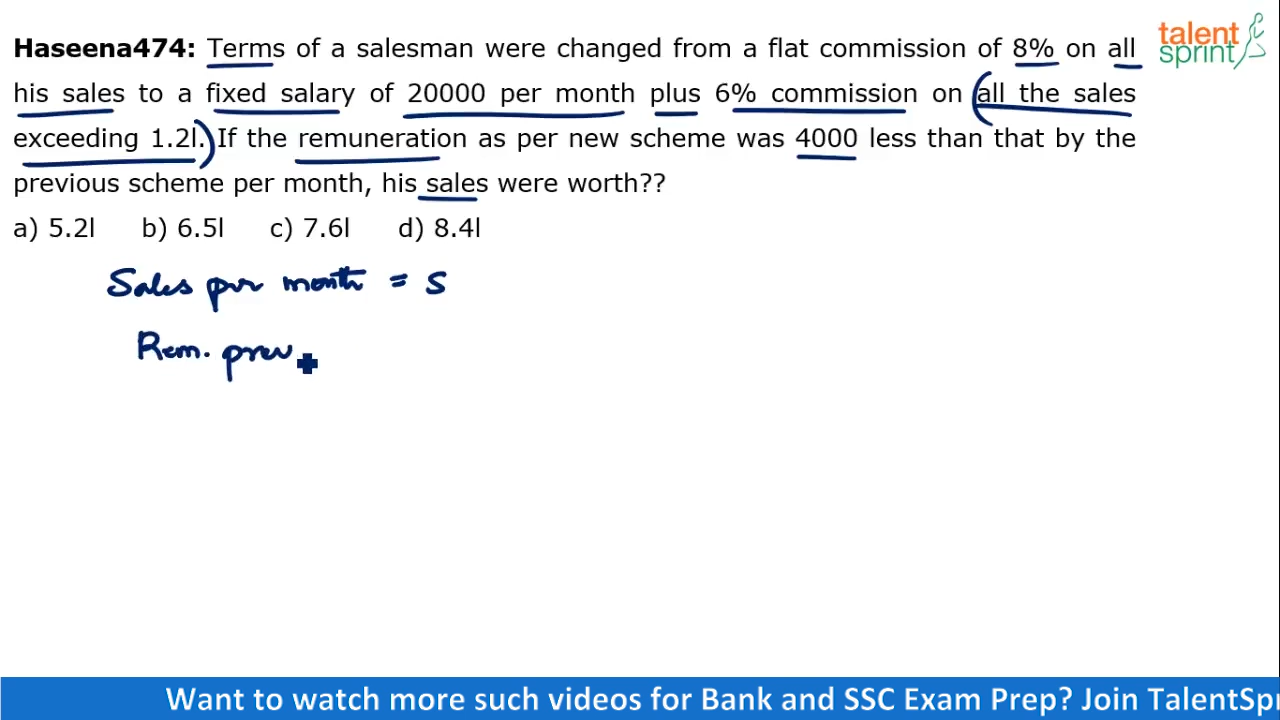 talent
sprint
Haseena474: Terms of a salesman were changed from a flat commission of 8% on all
his sales to a fixed salary of 20000 per month plus 6% commission on all the sales
exceeding 1.2l. If the remuneration as per new scheme was 4000 less than that by the
previous scheme per month, his sales were worth??
a) 5.2l b) 6.5l c) 7.6l d) 8.4l
Sales per month = S
Rem. prev
Want to watch more such videos for Bank and SSC Exam Prep? Join TalentSpr